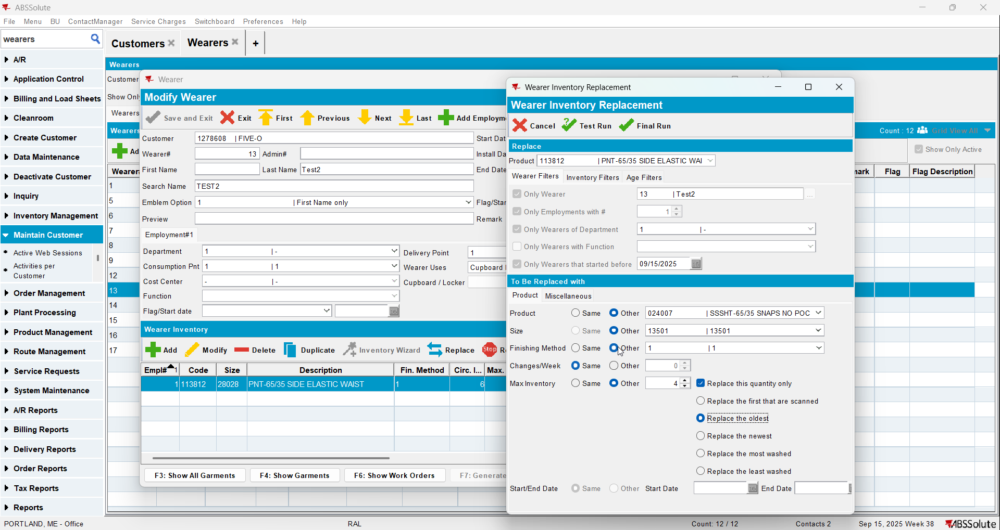 ABSSolute
File Menu BU ContactManager Service Charges Switchboard Preferences Help
wearers
Customers Wearers +
A/R
Application Control
Billing and Load Sheets
Cleanroom
Create Customer
Data Maintenance
Deactivate Customer
Inquiry
Inventory Management
Maintain Customer
Active Web Sessions
Activities per
Customer
Order Management
Plant Processing
Product Management
Route Management
Service Requests
System Maintenance
A/R Reports
Billing Reports
Delivery Reports
Order Reports
Tax Reports
Reports
Wearers
Customer
Show Only
Wearers
Wearers
Count : 12 Grid View All
Ad
Show Only Active
Wearer
mark Flag Flag Description
1
5
6
7
8
9
12
13
14
15
16
17
Wearer
Modify Wearer
Save and Exit Exit First Previous Next Last Add Employm
Customer 1278608 | FIVE-O Start Dat
Wearer# 13 Admin# Install Da
First Name Last Name Test2 End Date
Search Name TEST2
Emblem Option 1 | First Name only Flag/Star
Preview Remark
Employment#1
Department 1 | - Delivery Point 1
Consumption Pnt 1 | 1 Wearer Uses Cupboard
Cost Center - | - Cupboard / Locker
Function
Flag/Start date 16
Wearer Inventory
Add Modify Delete Duplicate Inventory Wizard Replace Stop R
Empl# 1 Code Size Description Fin. Method Circ. I... Max.
1 113812 28028 PNT-65/35 SIDE ELASTIC WAIST 1 6
F3: Show All Garments F4: Show Garments F6: Show Work Orders F7: Generate
Wearer Inventory Replacement
Wearer Inventory Replacement
Cancel ? Test Run Final Run
Replace
Product 113812 | PNT-65/35 SIDE ELASTIC WAI
Wearer Filters Inventory Filters Age Filters
Only Wearer 13 | Test2 ...
Only Employments with # 1
Only Wearers of Department 1 | -
Only Wearers with Function
Only Wearers that started before 09/15/2025 16
To Be Replaced with
Product Miscellaneous
Product Same Other 024007 | SSSHT-65/35 SNAPS NO POC
Size Same Other 13501 | 13501
Finishing Method Same Other 1 | 1
Changes/Week Same Other 0
Max Inventory Same Other 4 Replace this quantity only
Replace the first that are scanned
Replace the oldest
Replace the newest
Replace the most washed
Replace the least washed
Start/End Date Same Other Start Date 16 End Date
PORTLAND, ME - Office RAL Count: 12 / 12 Contacts 2 Sep 15, 2025 Week 38 ABSSolute